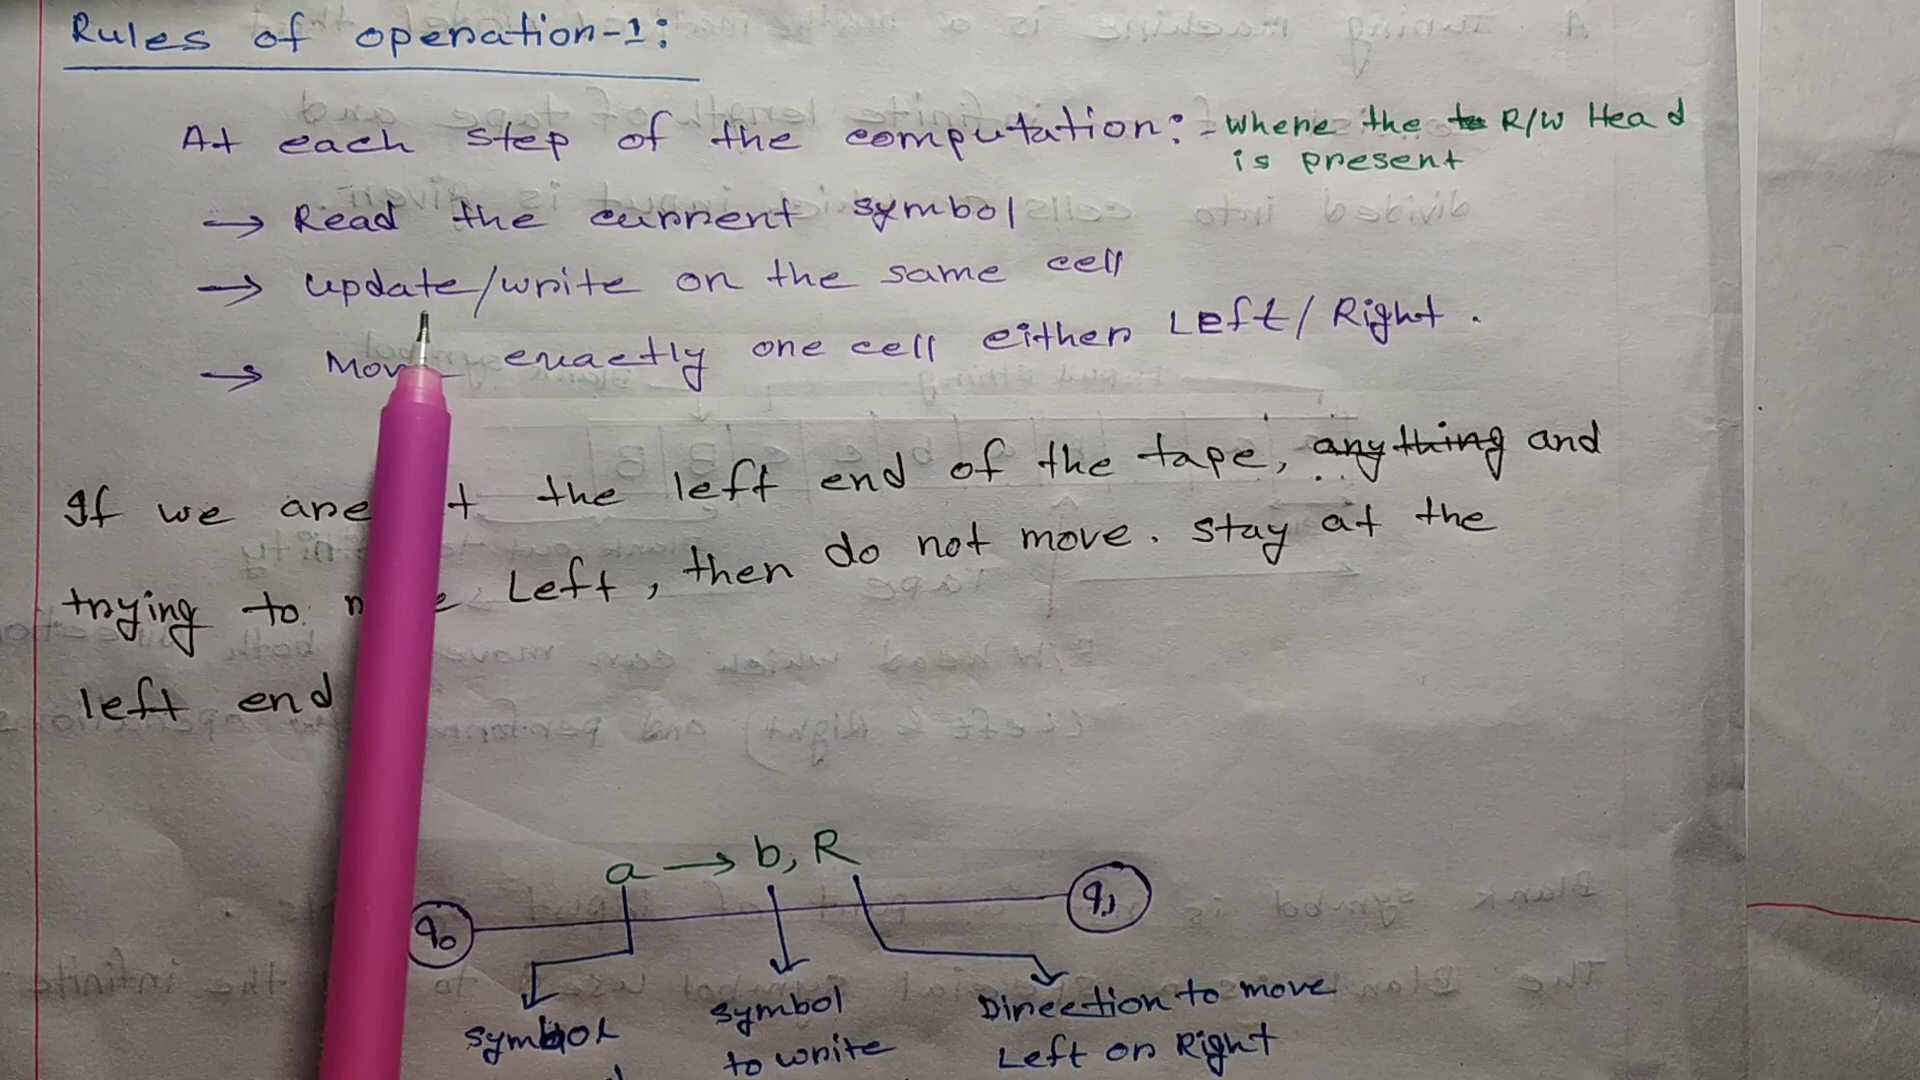 Rules of operation-1:
At each step of the computation: - where the R/W Head
is present
→ Read the current symbol
→ update/write on the same cell
→ exactly one cell either Left/Right.
If we are the left end of the tape, anything and
trying to Left, then do not move. stay at the
left end
a → b, R
q0 q1
symbol symbol Direction to move
to write Left or Right